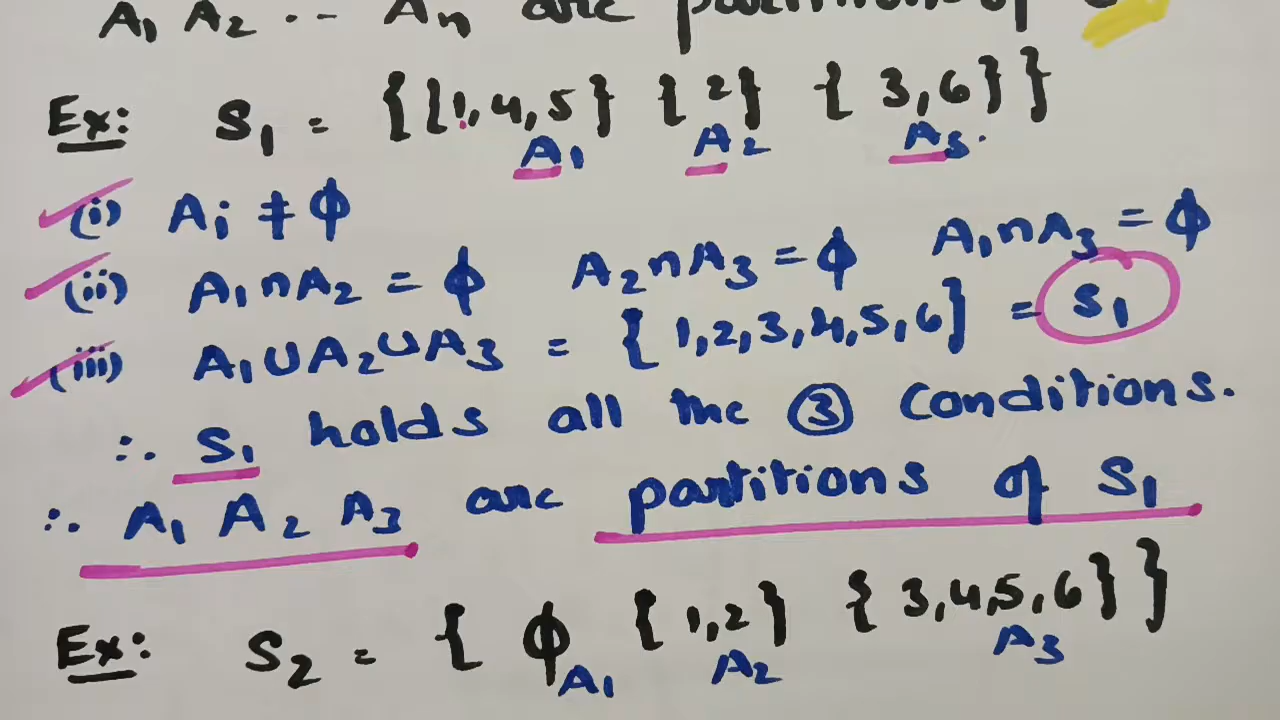 A₁ A₂ .. Aₙ are partitions of
Ex: S₁ = {{1,4,5} {2} {3,6}}
A₁ A₂ A₃.
(i) Ai ≠ ϕ
(ii) A₁∩A₂ = ϕ A₂∩A₃ = ϕ A₁∩A₃ = ϕ
(iii) A₁∪A₂∪A₃ = {1,2,3,4,5,6} = S₁
∴ S₁ holds all the ③ conditions.
∴ A₁ A₂ A₃ are partitions of S₁
Ex: S₂ = { ϕ {1,2} {3,4,5,6}}
A₁ A₂ A₃